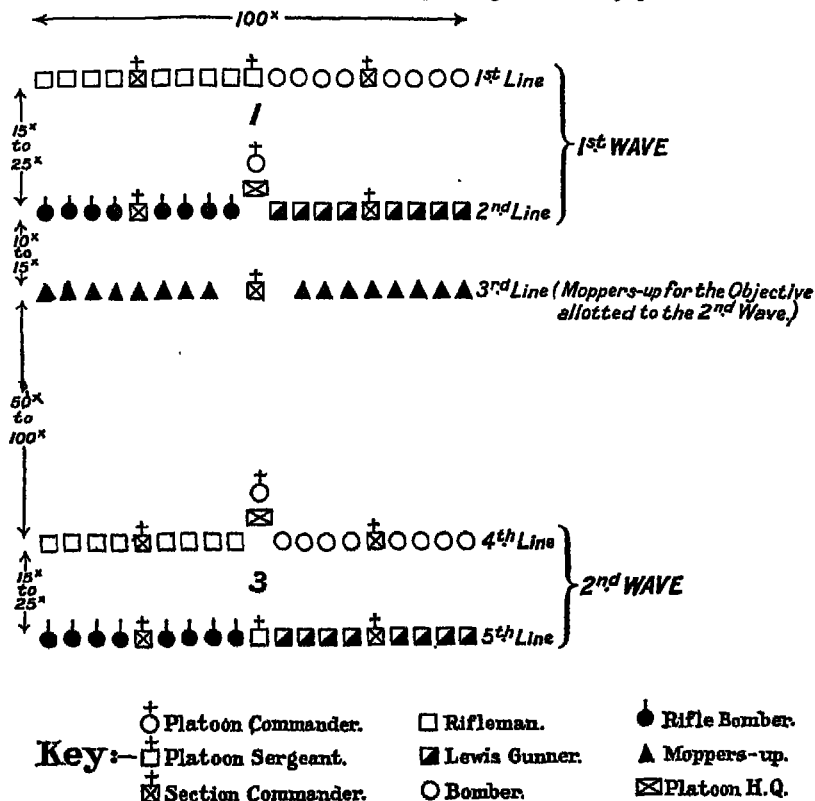 100x
1st Line
15x
to
25x
1
1st WAVE
2nd Line
10x
to
15x
3rd Line (Moppers-up for the Objective
allotted to the 2nd Wave.)
50x
to
100x
4th Line
15x
to
25x
3
2nd WAVE
5th Line
Key:-
Platoon Commander.
Rifleman.
Rifle Bomber.
Platoon Sergeant.
Lewis Gunner.
Moppers-up.
Section Commander.
Bomber.
Platoon H.Q.